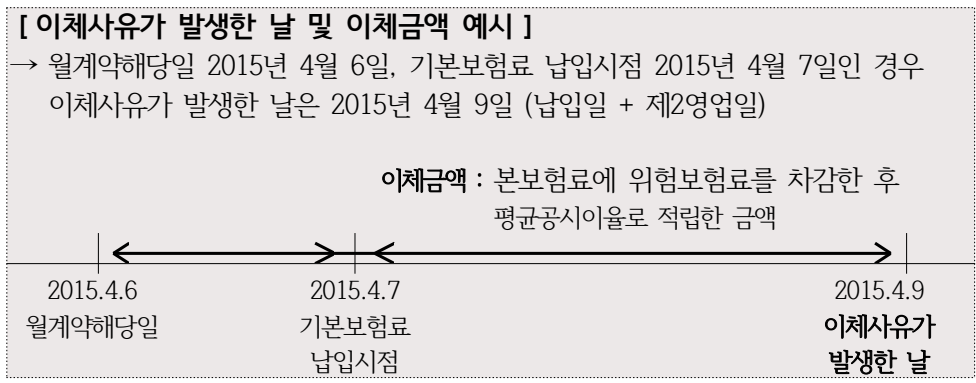 [ 이체사유가 발생한 날 및 이체금액 예시 ]
→ 월계약해당일 2015년 4월 6일, 기본보험료 납입시점 2015년 4월 7일인 경우
이체사유가 발생한 날은 2015년 4월 9일 (납입일 + 제2영업일)
이체금액 : 본보험료에 위험보험료를 차감한 후
평균공시이율로 적립한 금액
2015.4.6 2015.4.7 2015.4.9
월계약해당일 기본보험료 이체사유가
납입시점 발생한 날